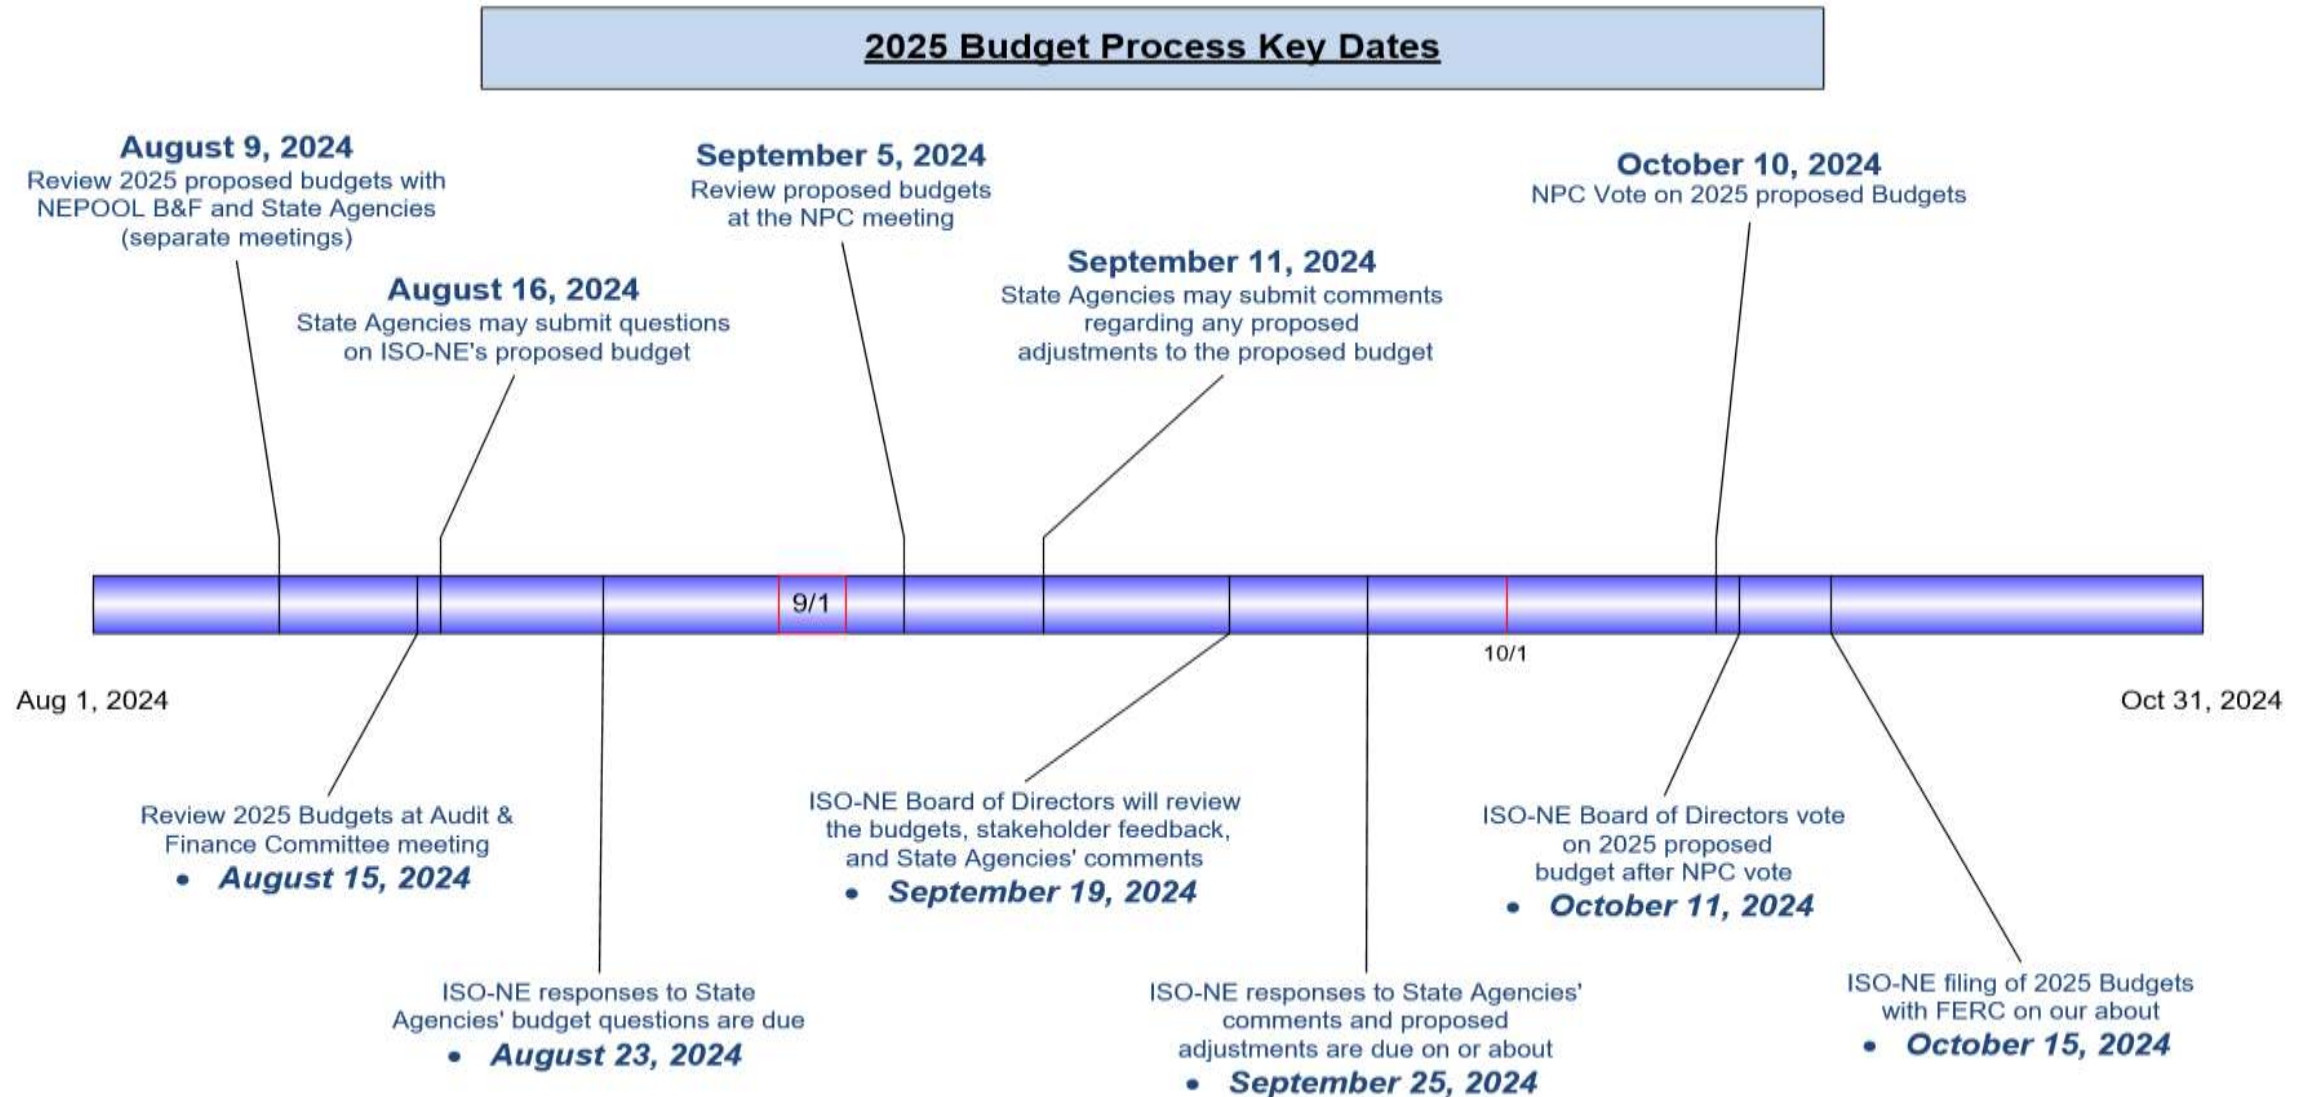 2025 Budget Process Key Dates
August 9, 2024
Review 2025 proposed budgets with
NEPOOL B&F and State Agencies
(separate meetings)
August 16, 2024
State Agencies may submit questions
on ISO-NE's proposed budget
September 5, 2024
Review proposed budgets
at the NPC meeting
September 11, 2024
State Agencies may submit comments
regarding any proposed
adjustments to the proposed budget
October 10, 2024
NPC Vote on 2025 proposed Budgets
9/1
10/1
Aug 1, 2024
Oct 31, 2024
Review 2025 Budgets at Audit &
Finance Committee meeting
• August 15, 2024
ISO-NE responses to State
Agencies' budget questions are due
• August 23, 2024
ISO-NE Board of Directors will review
the budgets, stakeholder feedback,
and State Agencies' comments
• September 19, 2024
ISO-NE responses to State Agencies'
comments and proposed
adjustments are due on or about
• September 25, 2024
ISO-NE Board of Directors vote
on 2025 proposed
budget after NPC vote
• October 11, 2024
ISO-NE filing of 2025 Budgets
with FERC on our about
• October 15, 2024